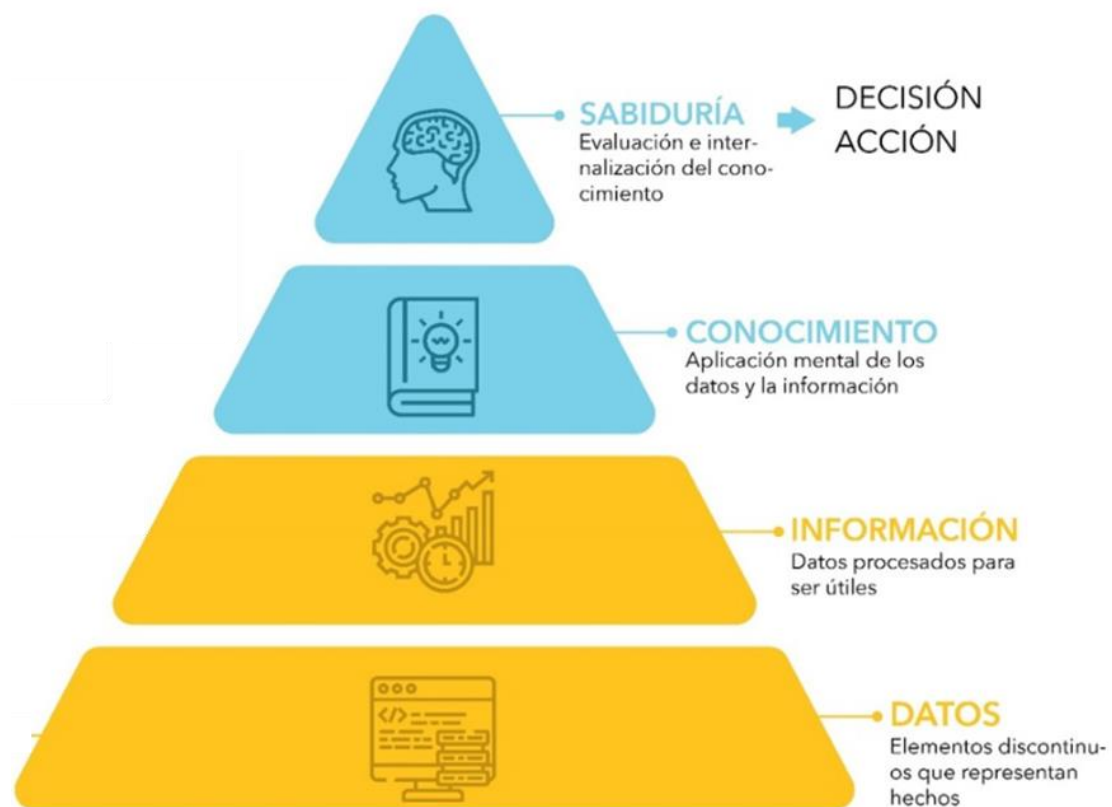 SABIDURÍA
Evaluación e inter-
nalización del cono-
cimiento
DECISIÓN
ACCIÓN
CONOCIMIENTO
Aplicación mental de los
datos y la información
INFORMACIÓN
Datos procesados para
ser útiles
</>
DATOS
Elementos discontinu-
os que representan
hechos